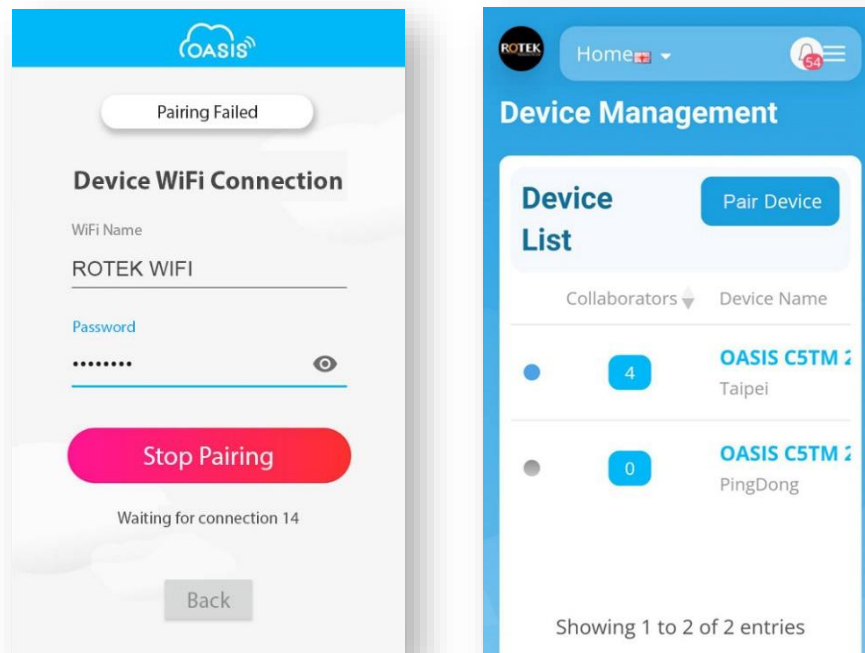 OASIS
Pairing Failed
Device WiFi Connection
WiFi Name
ROTEK WIFI
Password
••••••••
Stop Pairing
Waiting for connection 14
Back
ROTEK
Home
54
Device Management
Device
List
Pair Device
Collaborators
Device Name
4
OASIS C5TM 2
Taipei
0
OASIS C5TM 2
PingDong
Showing 1 to 2 of 2 entries